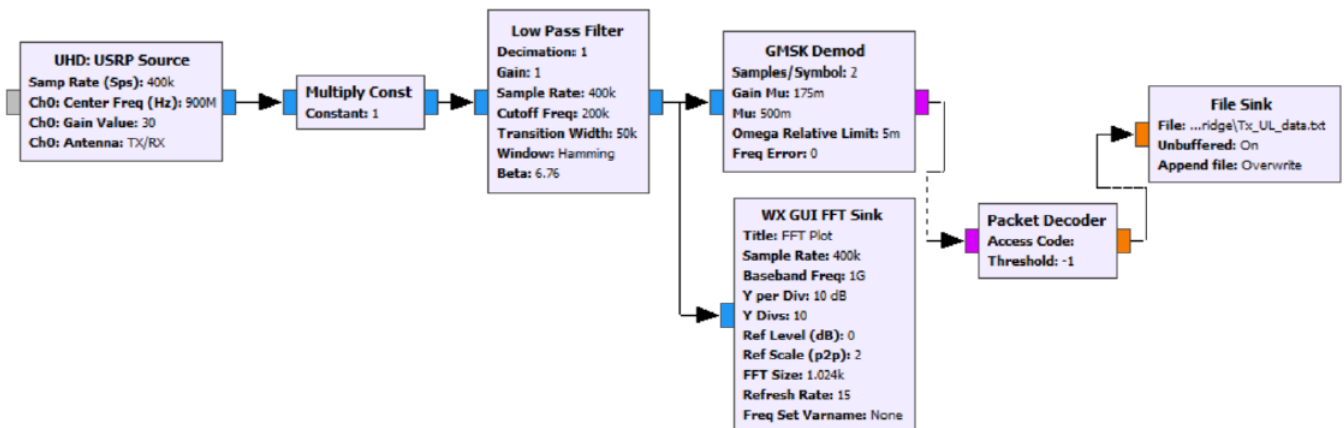 UHD: USRP Source
Samp Rate (Sps): 400k
Ch0: Center Freq (Hz): 900M
Ch0: Gain Value: 30
Ch0: Antenna: TX/RX
Multiply Const
Constant: 1
Low Pass Filter
Decimation: 1
Gain: 1
Sample Rate: 400k
Cutoff Freq: 200k
Transition Width: 50k
Window: Hamming
Beta: 6.76
GMSK Demod
Samples/Symbol: 2
Gain Mu: 175m
Mu: 500m
Omega Relative Limit: 5m
Freq Error: 0
WX GUI FFT Sink
Title: FFT Plot
Sample Rate: 400k
Baseband Freq: 1G
Y per Div: 10 dB
Y Divs: 10
Ref Level (dB): 0
Ref Scale (p2p): 2
FFT Size: 1.024k
Refresh Rate: 15
Freq Set Varname: None
Packet Decoder
Access Code:
Threshold: -1
File Sink
File: ...ridge\Tx_UL_data.txt
Unbuffered: On
Append file: Overwrite